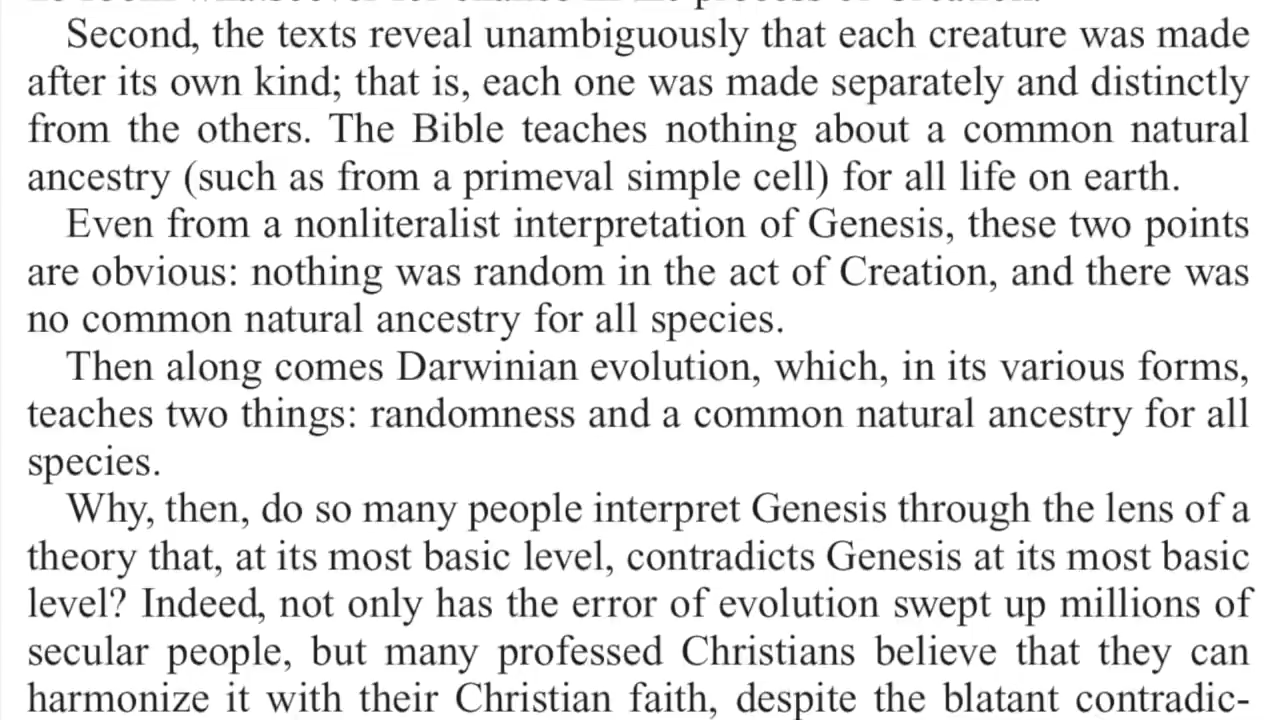 Second, the texts reveal unambiguously that each creature was made
after its own kind; that is, each one was made separately and distinctly
from the others. The Bible teaches nothing about a common natural
ancestry (such as from a primeval simple cell) for all life on earth.
Even from a nonliteralist interpretation of Genesis, these two points
are obvious: nothing was random in the act of Creation, and there was
no common natural ancestry for all species.
Then along comes Darwinian evolution, which, in its various forms,
teaches two things: randomness and a common natural ancestry for all
species.
Why, then, do so many people interpret Genesis through the lens of a
theory that, at its most basic level, contradicts Genesis at its most basic
level? Indeed, not only has the error of evolution swept up millions of
secular people, but many professed Christians believe that they can
harmonize it with their Christian faith, despite the blatant contradic-